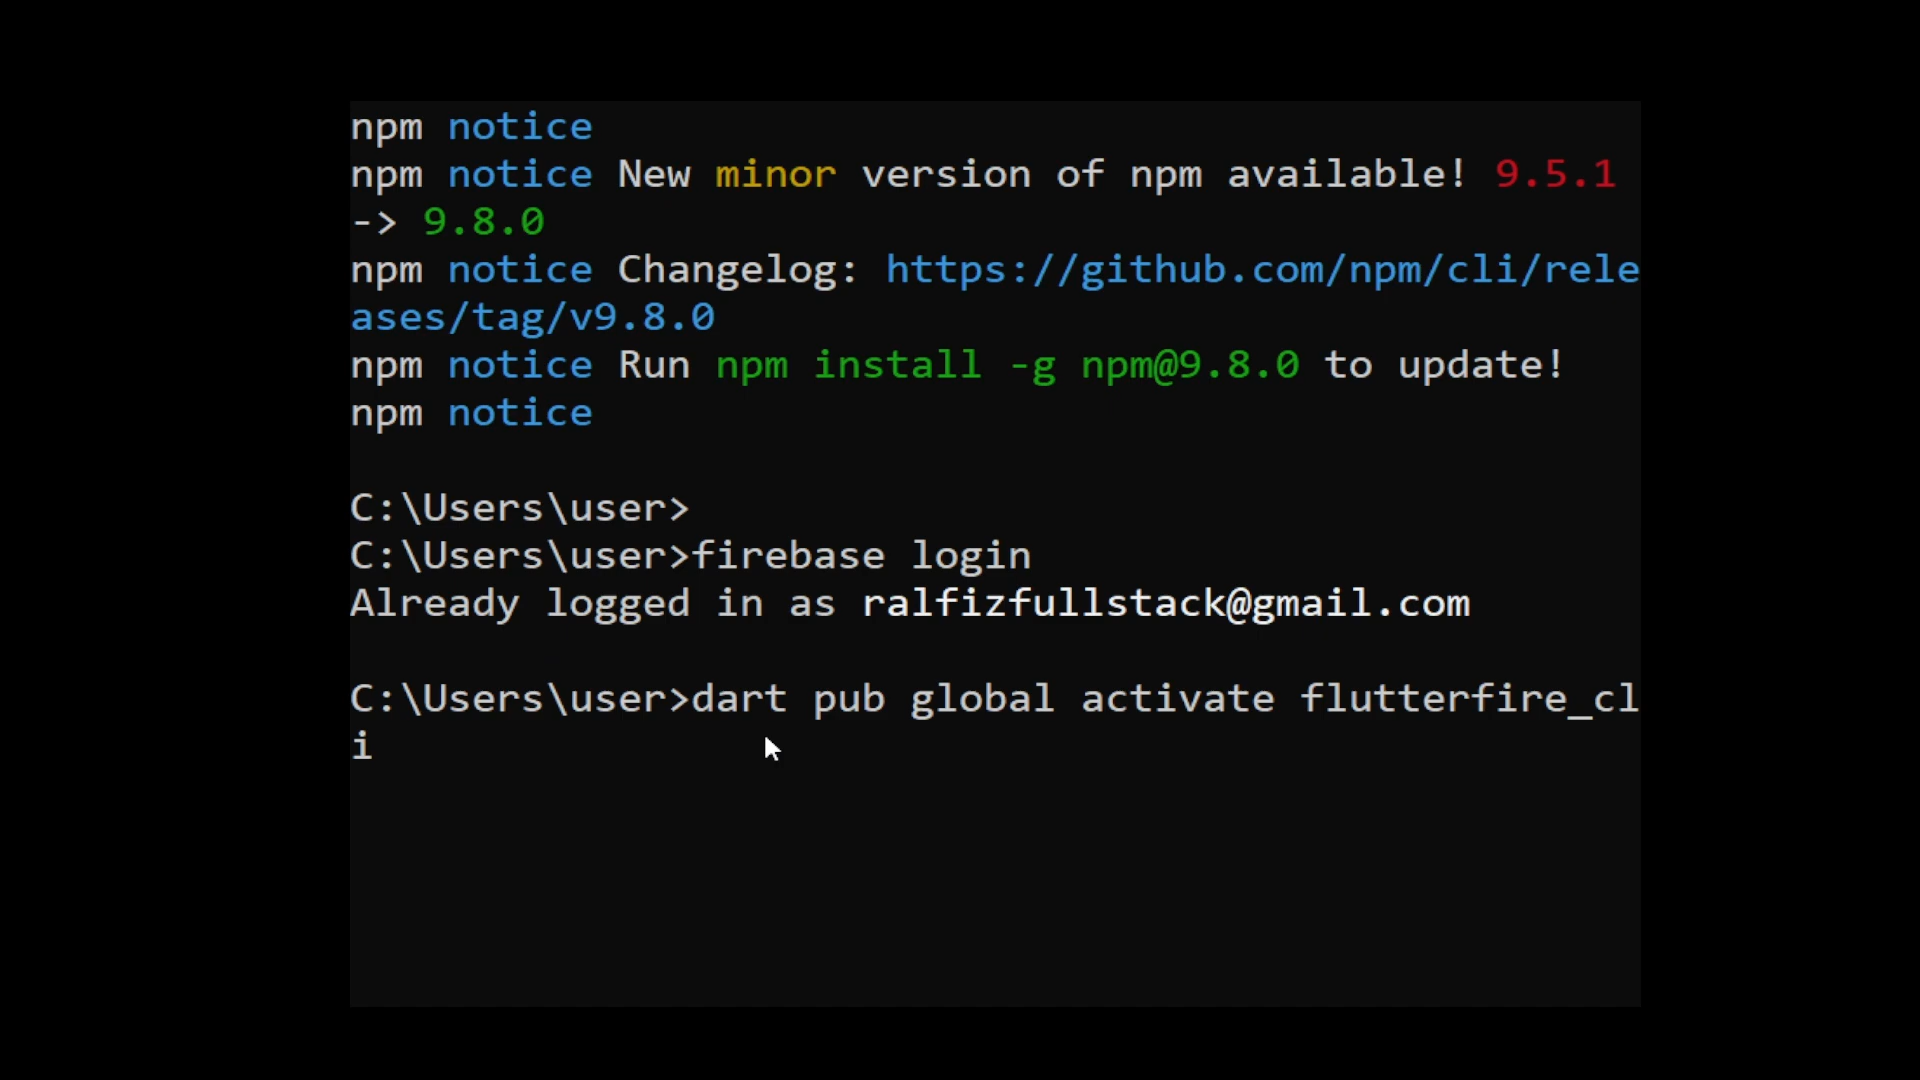 npm notice
npm notice New minor version of npm available! 9.5.1
-> 9.8.0
npm notice Changelog: https://github.com/npm/cli/rele
ases/tag/v9.8.0
npm notice Run npm install -g npm@9.8.0 to update!
npm notice
C:\Users\user>
C:\Users\user>firebase login
Already logged in as ralfizfullstack@gmail.com
C:\Users\user>dart pub global activate flutterfire_cl
i